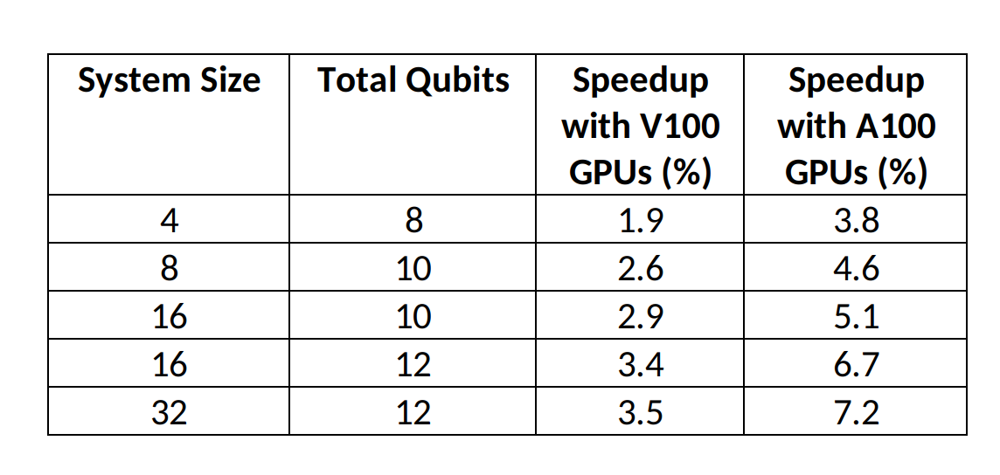 System Size Total Qubits Speedup with V100 GPUs (%) Speedup with A100 GPUs (%)
4 8 1.9 3.8
8 10 2.6 4.6
16 10 2.9 5.1
16 12 3.4 6.7
32 12 3.5 7.2